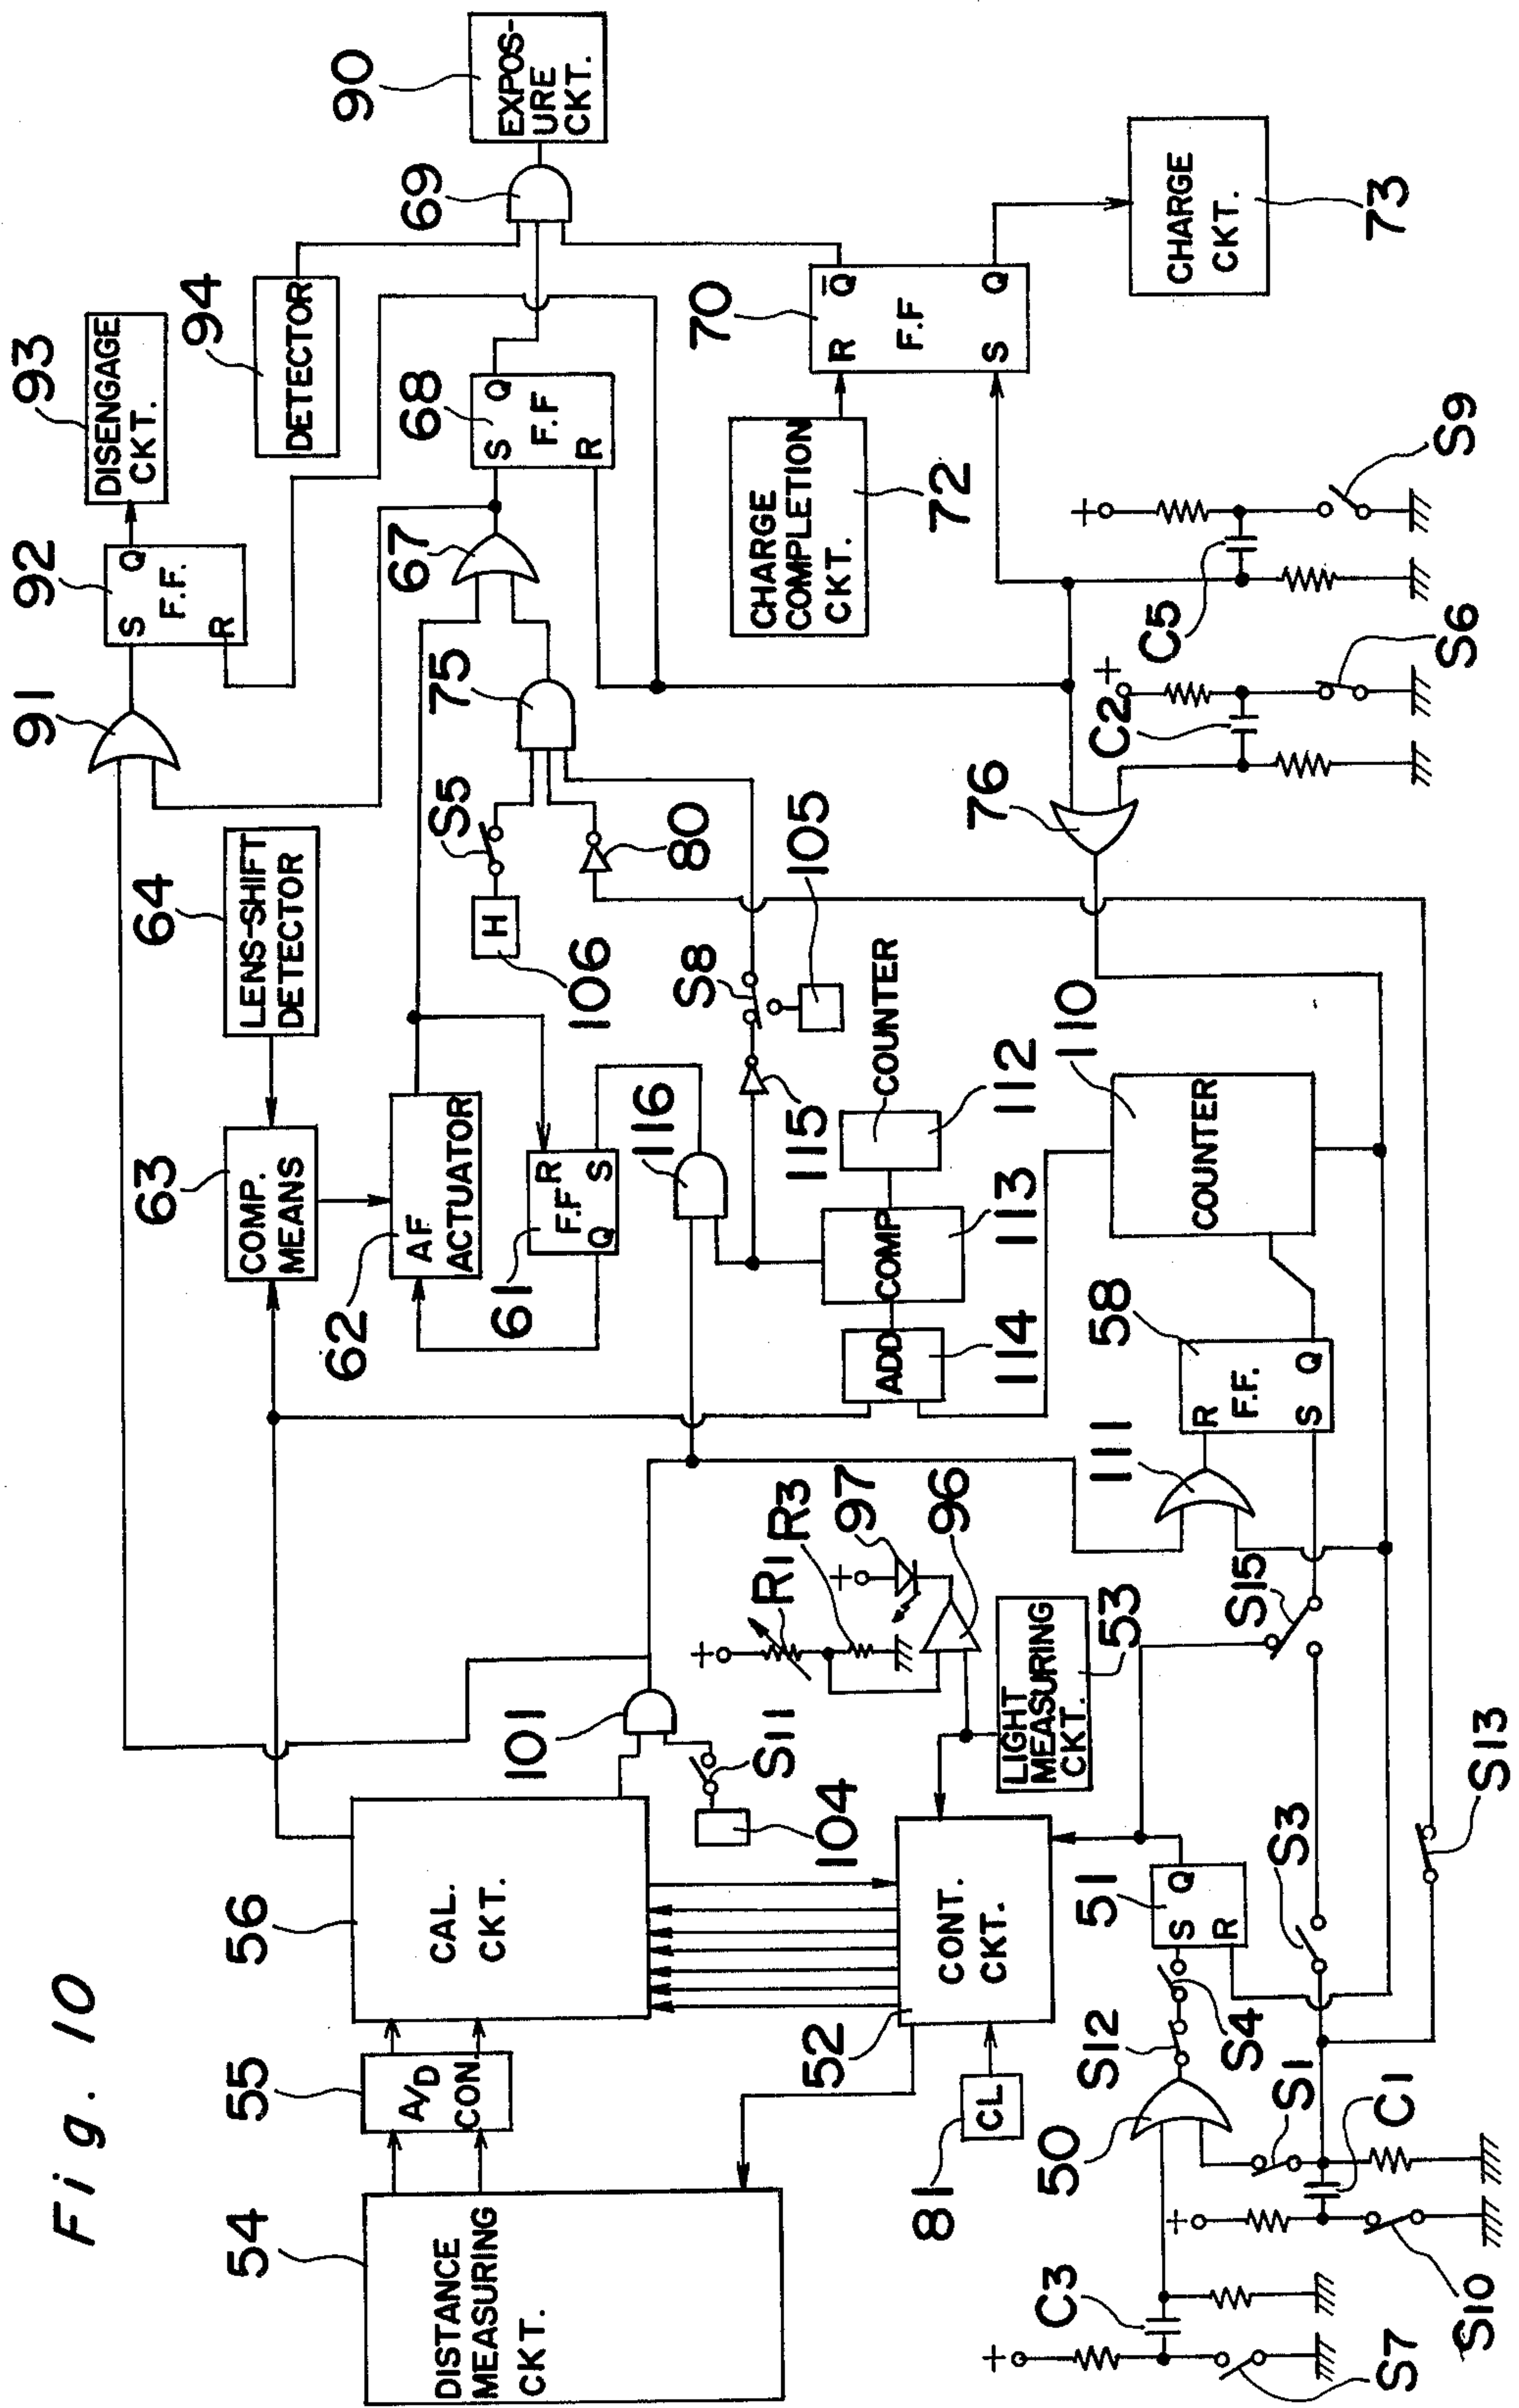 Fig. 10
54
DISTANCE
MEASURING
CKT.
55
A/D
CON.
56
CAL.
CKT.
101
S11
104
63
COMP.
MEANS
64
LENS-SHIFT
DETECTOR
62
AF
ACTUATOR
61
F.F
R
S
Q
116
91
92
S
Q
F.F.
R
93
DISENGAGE
CKT.
94
DETECTOR
S5
H
106
75
80
67
68
S
Q
F.F
R
69
90
EXPOS-
URE
CKT.
70
R
Q̅
F.F
S
Q
CHARGE
COMPLETION
CKT.
72
CHARGE
CKT.
73
S8
105
115
COUNTER
112
COMP
113
ADD
114
110
COUNTER
76
C2
S6
C5
S9
+
+
58
R
F.F.
S
Q
111
S15
+
R1
R3
+
97
96
LIGHT
MEASURING
CKT.
53
CONT.
CKT.
52
CL
81
51
S
Q
R
S12
S4
50
S1
C1
S3
S13
+
S10
C3
+
S7